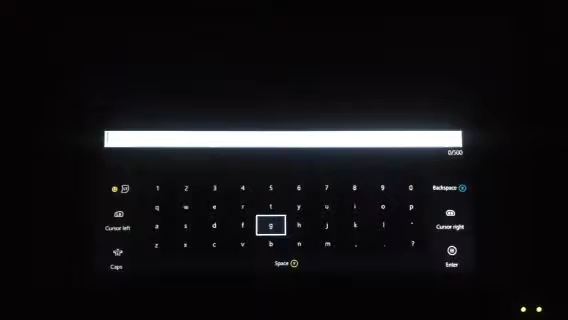 0/500
1 2 3 4 5 6 7 8 9 0 Backspace X
q w e r t y u i o p
Cursor left a s d f g h j k l Cursor right
z x c v b n m , . ?
Caps Space Y Enter